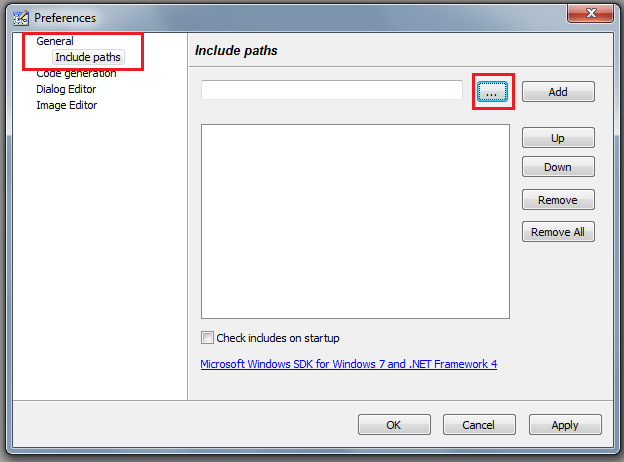 Preferences
General
Include paths
Code generation
Dialog Editor
Image Editor
Include paths
... Add
Up
Down
Remove
Remove All
Check includes on startup
Microsoft Windows SDK for Windows 7 and .NET Framework 4
OK Cancel Apply